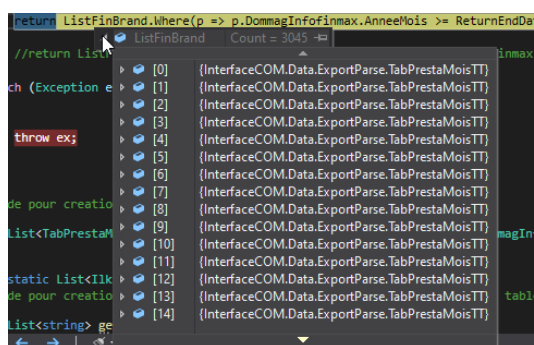 return ListFinBrand.Where(p => p.DommagInfofinmax.AnneeMois >= ReturnEndDa
ListFinBrand Count = 3045
//return List inmax
ch (Exception e
[0] {InterfaceCOM.Data.ExportParse.TabPrestaMoisTT}
[1] {InterfaceCOM.Data.ExportParse.TabPrestaMoisTT}
[2] {InterfaceCOM.Data.ExportParse.TabPrestaMoisTT}
[3] {InterfaceCOM.Data.ExportParse.TabPrestaMoisTT}
throw ex;
[4] {InterfaceCOM.Data.ExportParse.TabPrestaMoisTT}
[5] {InterfaceCOM.Data.ExportParse.TabPrestaMoisTT}
[6] {InterfaceCOM.Data.ExportParse.TabPrestaMoisTT}
[7] {InterfaceCOM.Data.ExportParse.TabPrestaMoisTT}
de pour creatio
[8] {InterfaceCOM.Data.ExportParse.TabPrestaMoisTT}
[9] {InterfaceCOM.Data.ExportParse.TabPrestaMoisTT}
List<TabPrestaM magIn
[10] {InterfaceCOM.Data.ExportParse.TabPrestaMoisTT}
[11] {InterfaceCOM.Data.ExportParse.TabPrestaMoisTT}
static List<Ilk
[12] {InterfaceCOM.Data.ExportParse.TabPrestaMoisTT}
de pour creatio tabl
[13] {InterfaceCOM.Data.ExportParse.TabPrestaMoisTT}
[14] {InterfaceCOM.Data.ExportParse.TabPrestaMoisTT}
List<string> ge